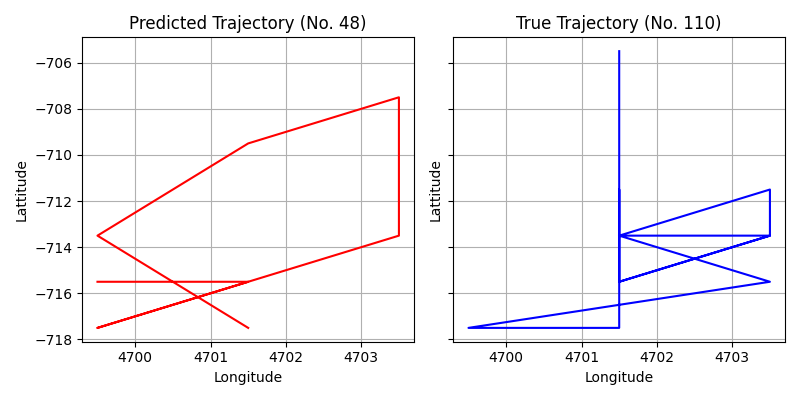 Predicted Trajectory (No. 48)
True Trajectory (No. 110)
Lattitude
−706
−708
−710
−712
−714
−716
−718
4700
4701
4702
4703
Longitude
Lattitude
4700
4701
4702
4703
Longitude